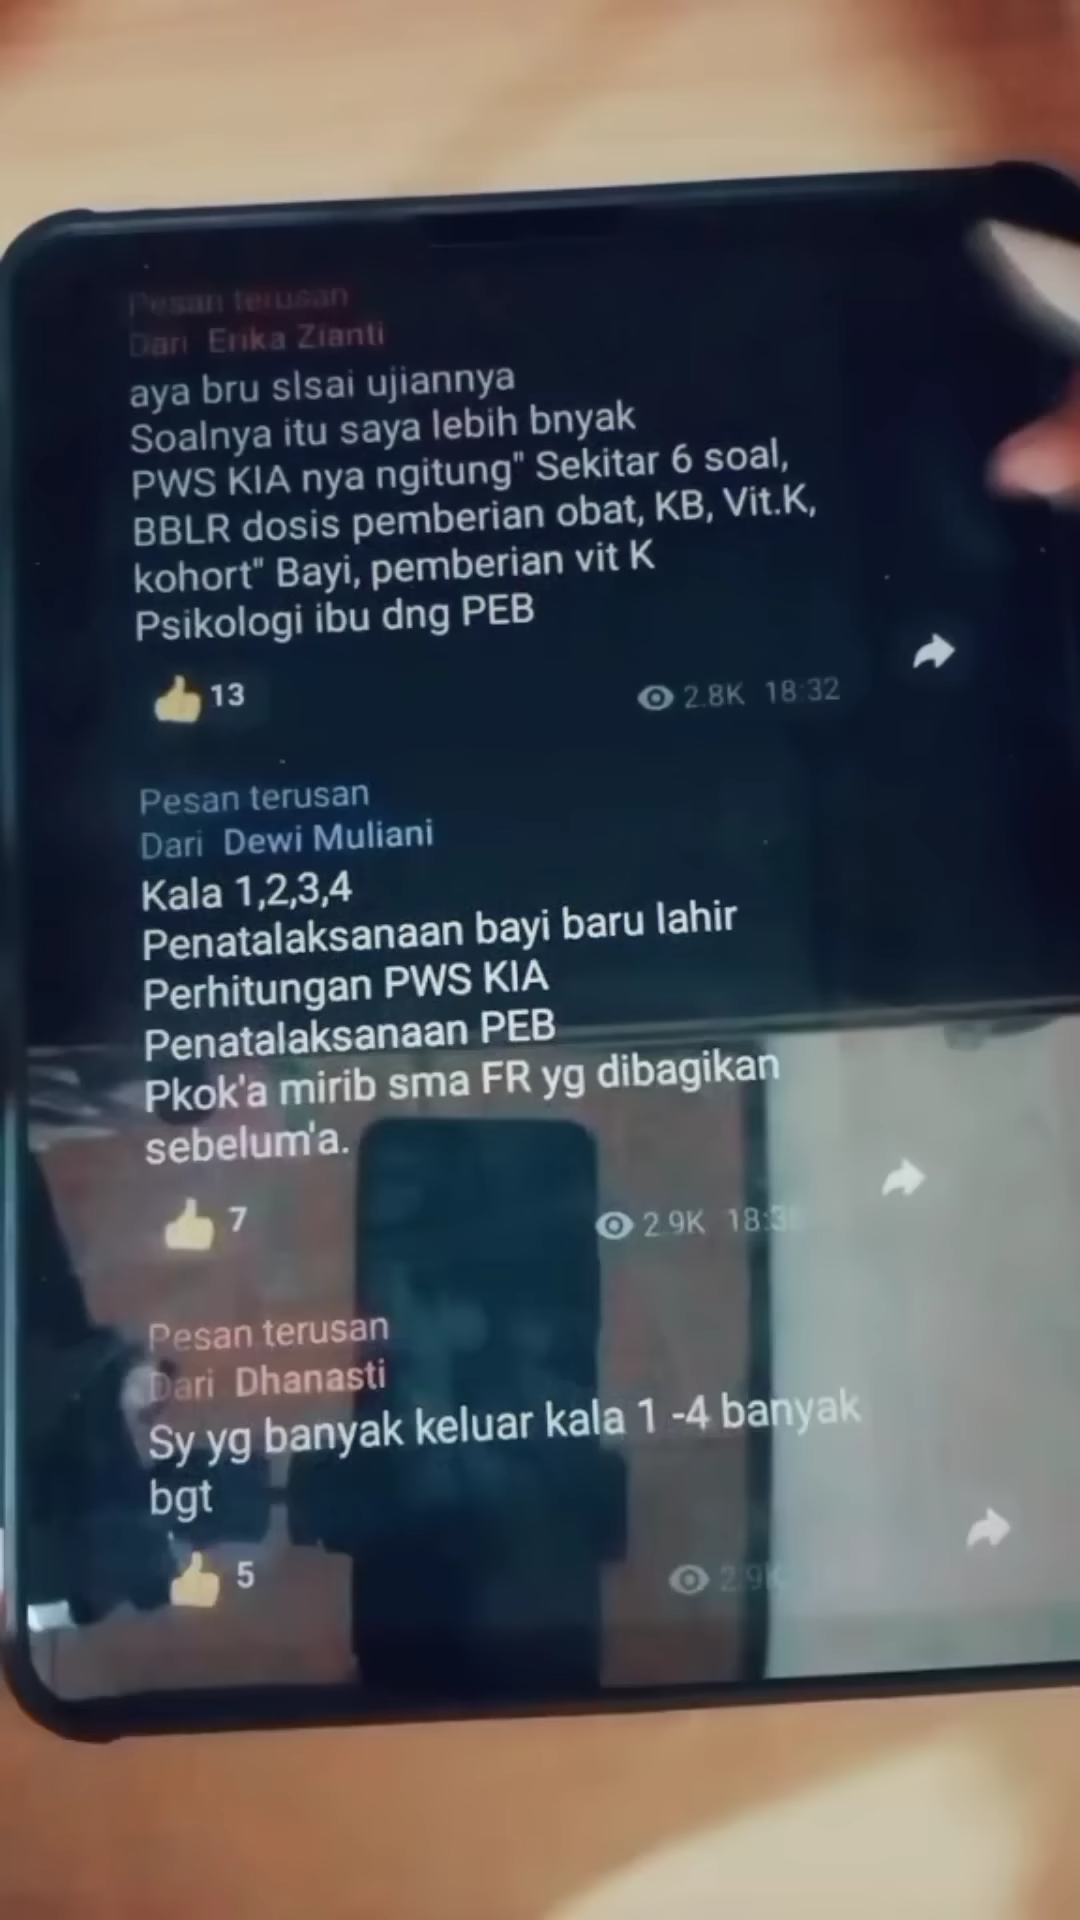 Pesan terusan
Dari Erika Zianti
aya bru slsai ujiannya
Soalnya itu saya lebih bnyak
PWS KIA nya ngitung" Sekitar 6 soal,
BBLR dosis pemberian obat, KB, Vit.K,
kohort" Bayi, pemberian vit K
Psikologi ibu dng PEB
13
2.8K 18:32
Pesan terusan
Dari Dewi Muliani
Kala 1,2,3,4
Penatalaksanaan bayi baru lahir
Perhitungan PWS KIA
Penatalaksanaan PEB
Pkok'a mirib sma FR yg dibagikan
sebelum'a.
7
2.9K
Pesan terusan
Dari Dhanasti
Sy yg banyak keluar kala 1 -4 banyak
bgt
5
2.9K